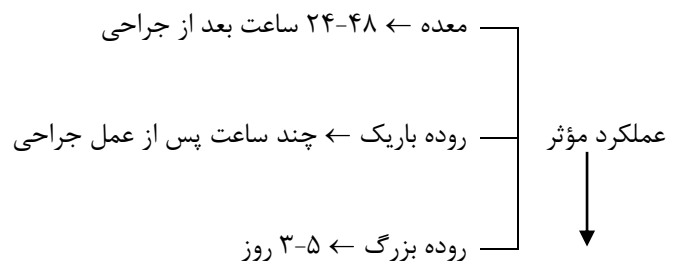 معده ← ۲۴-۴۸ ساعت بعد از جراحی
عملکرد مؤثر
روده باریک ← چند ساعت پس از عمل جراحی
روده بزرگ ← ۳-۵ روز